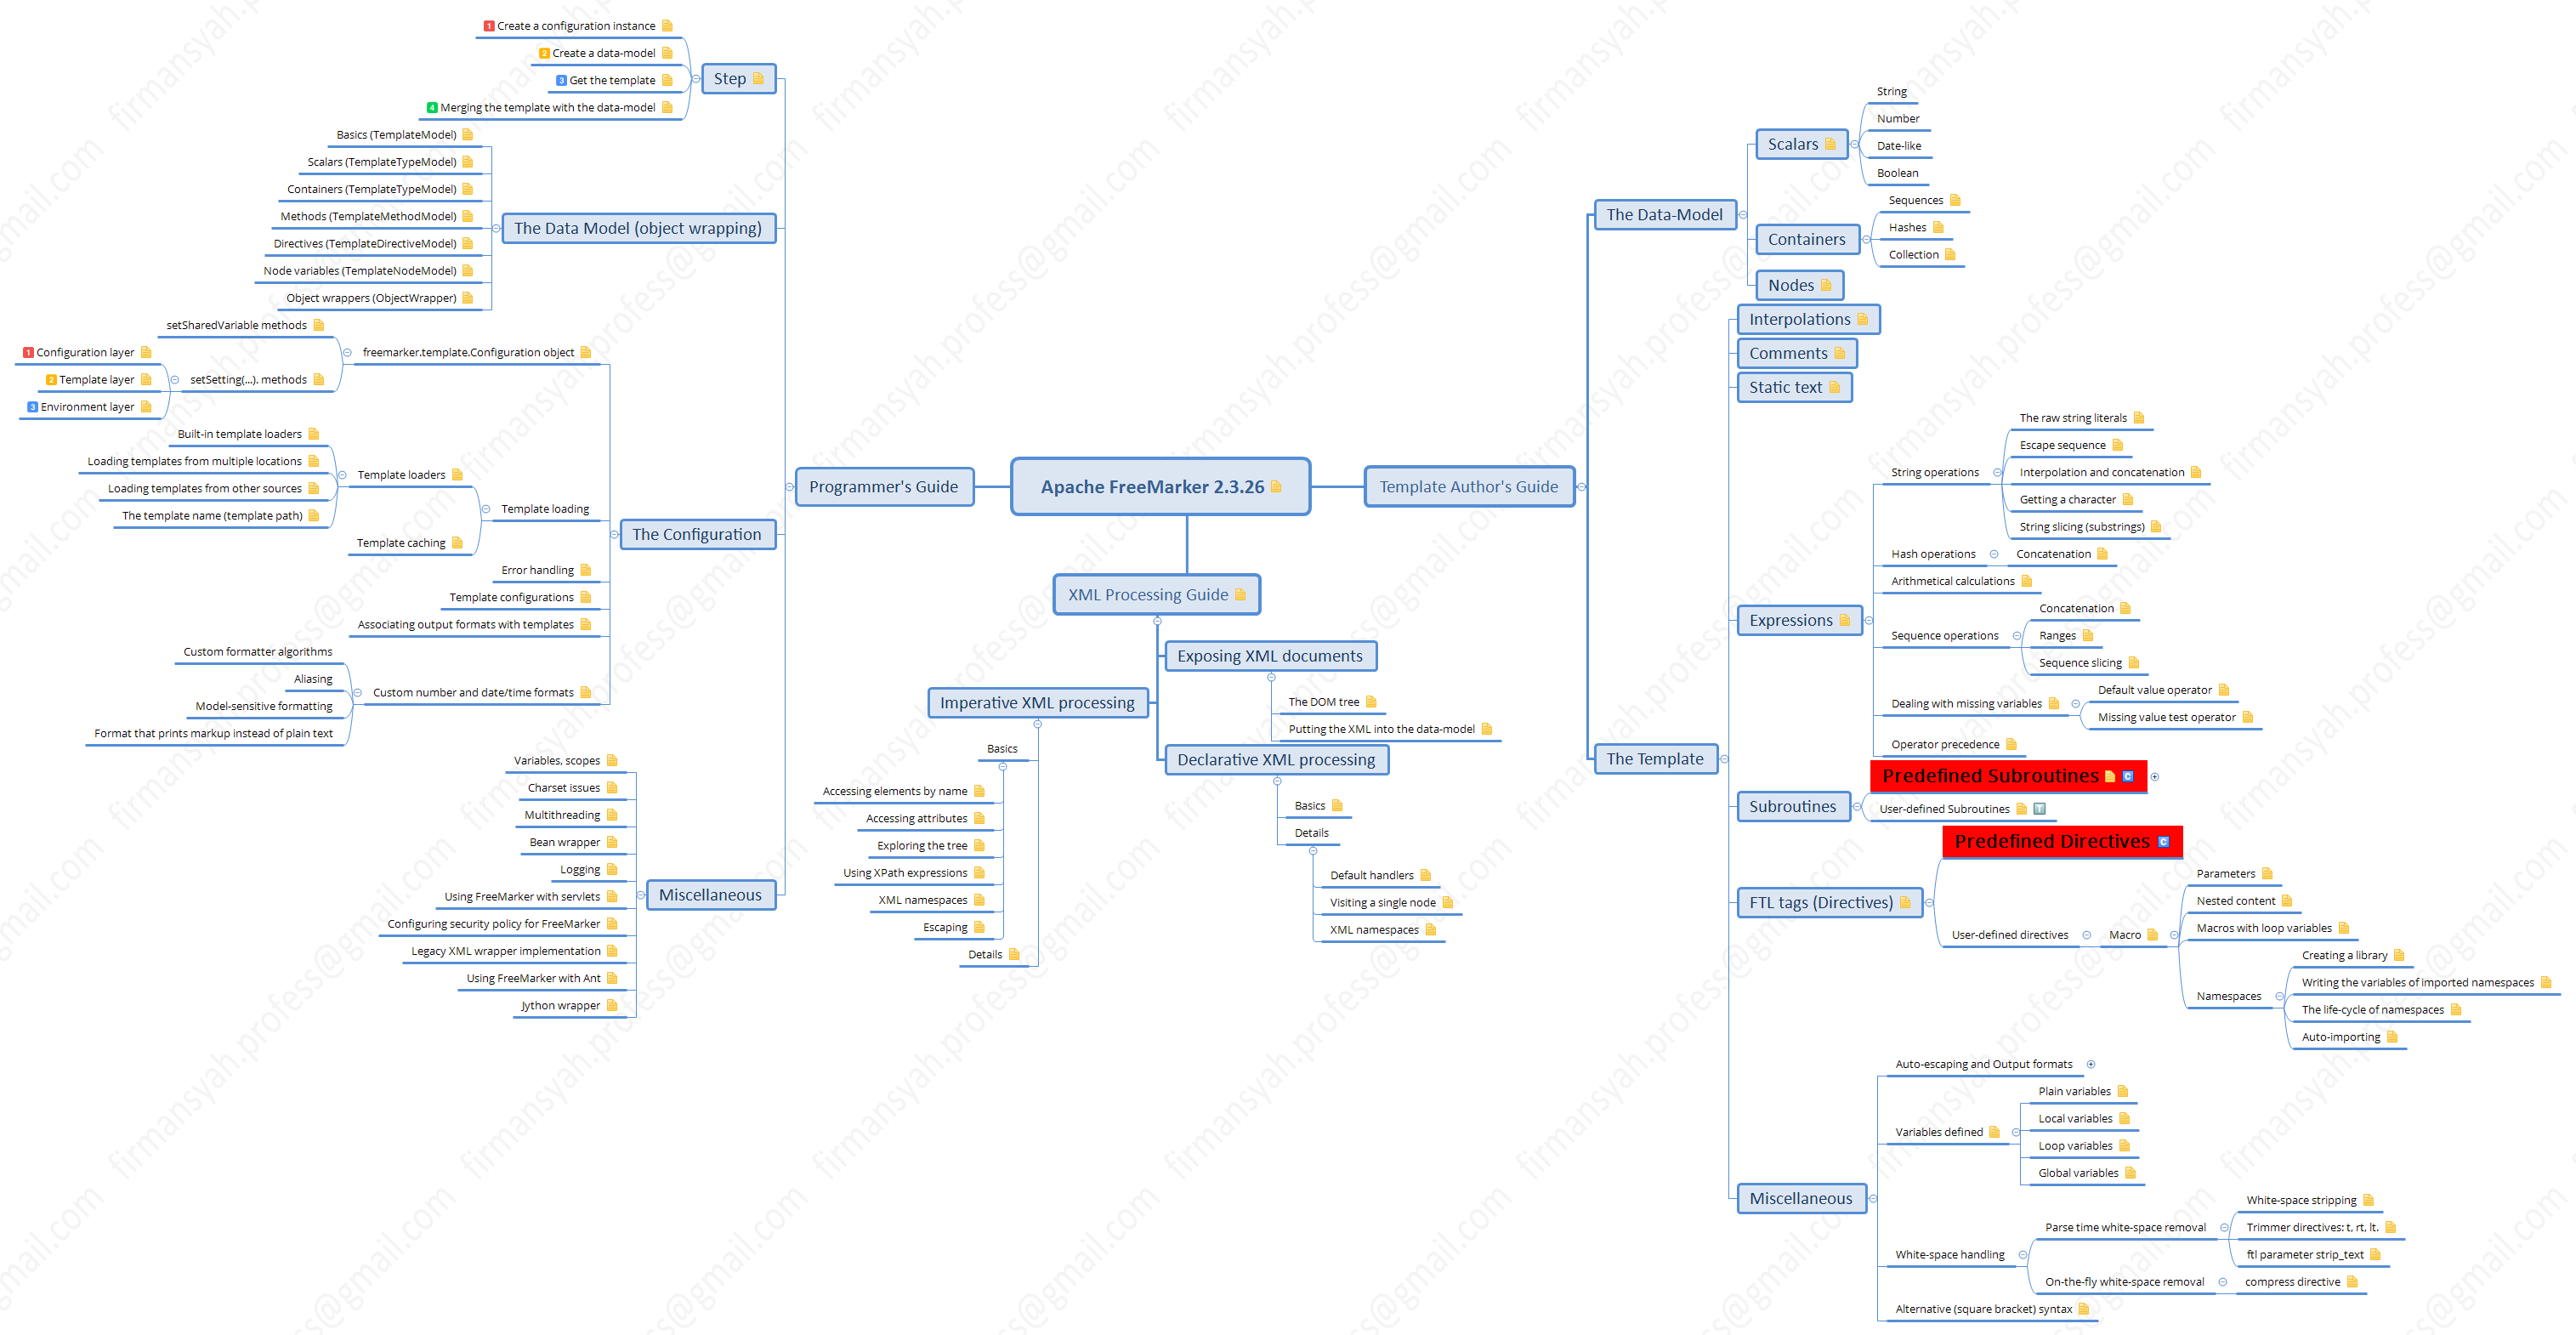 Apache FreeMarker 2.3.26
Programmer's Guide
Step
1 Create a configuration instance
2 Create a data-model
3 Get the template
4 Merging the template with the data-model
The Data Model (object wrapping)
Basics (TemplateModel)
Scalars (TemplateTypeModel)
Containers (TemplateTypeModel)
Methods (TemplateMethodModel)
Directives (TemplateDirectiveModel)
Node variables (TemplateNodeModel)
Object wrappers (ObjectWrapper)
The Configuration
freemarker.template.Configuration object
setSharedVariable methods
setSetting(...). methods
1 Configuration layer
2 Template layer
3 Environment layer
Template loading
Template loaders
Built-in template loaders
Loading templates from multiple locations
Loading templates from other sources
The template name (template path)
Template caching
Error handling
Template configurations
Associating output formats with templates
Custom number and date/time formats
Custom formatter algorithms
Aliasing
Model-sensitive formatting
Format that prints markup instead of plain text
Miscellaneous
Variables, scopes
Charset issues
Multithreading
Bean wrapper
Logging
Using FreeMarker with servlets
Configuring security policy for FreeMarker
Legacy XML wrapper implementation
Using FreeMarker with Ant
Jython wrapper
XML Processing Guide
Exposing XML documents
The DOM tree
Putting the XML into the data-model
Imperative XML processing
Basics
Accessing elements by name
Accessing attributes
Exploring the tree
Using XPath expressions
XML namespaces
Escaping
Details
Declarative XML processing
Basics
Details
Default handlers
Visiting a single node
XML namespaces
Template Author's Guide
The Data-Model
Scalars
String
Number
Date-like
Boolean
Containers
Sequences
Hashes
Collection
Nodes
The Template
Interpolations
Comments
Static text
Expressions
String operations
The raw string literals
Escape sequence
Interpolation and concatenation
Getting a character
String slicing (substrings)
Hash operations
Concatenation
Arithmetical calculations
Sequence operations
Concatenation
Ranges
Sequence slicing
Dealing with missing variables
Default value operator
Missing value test operator
Operator precedence
Subroutines
Predefined Subroutines C
User-defined Subroutines T
FTL tags (Directives)
Predefined Directives C
User-defined directives
Macro
Parameters
Nested content
Macros with loop variables
Namespaces
Creating a library
Writing the variables of imported namespaces
The life-cycle of namespaces
Auto-importing
Miscellaneous
Auto-escaping and Output formats
Variables defined
Plain variables
Local variables
Loop variables
Global variables
White-space handling
Parse time white-space removal
White-space stripping
Trimmer directives: t, rt, lt.
ftl parameter strip_text
On-the-fly white-space removal
compress directive
Alternative (square bracket) syntax
firmansyah.profess@gmail.com